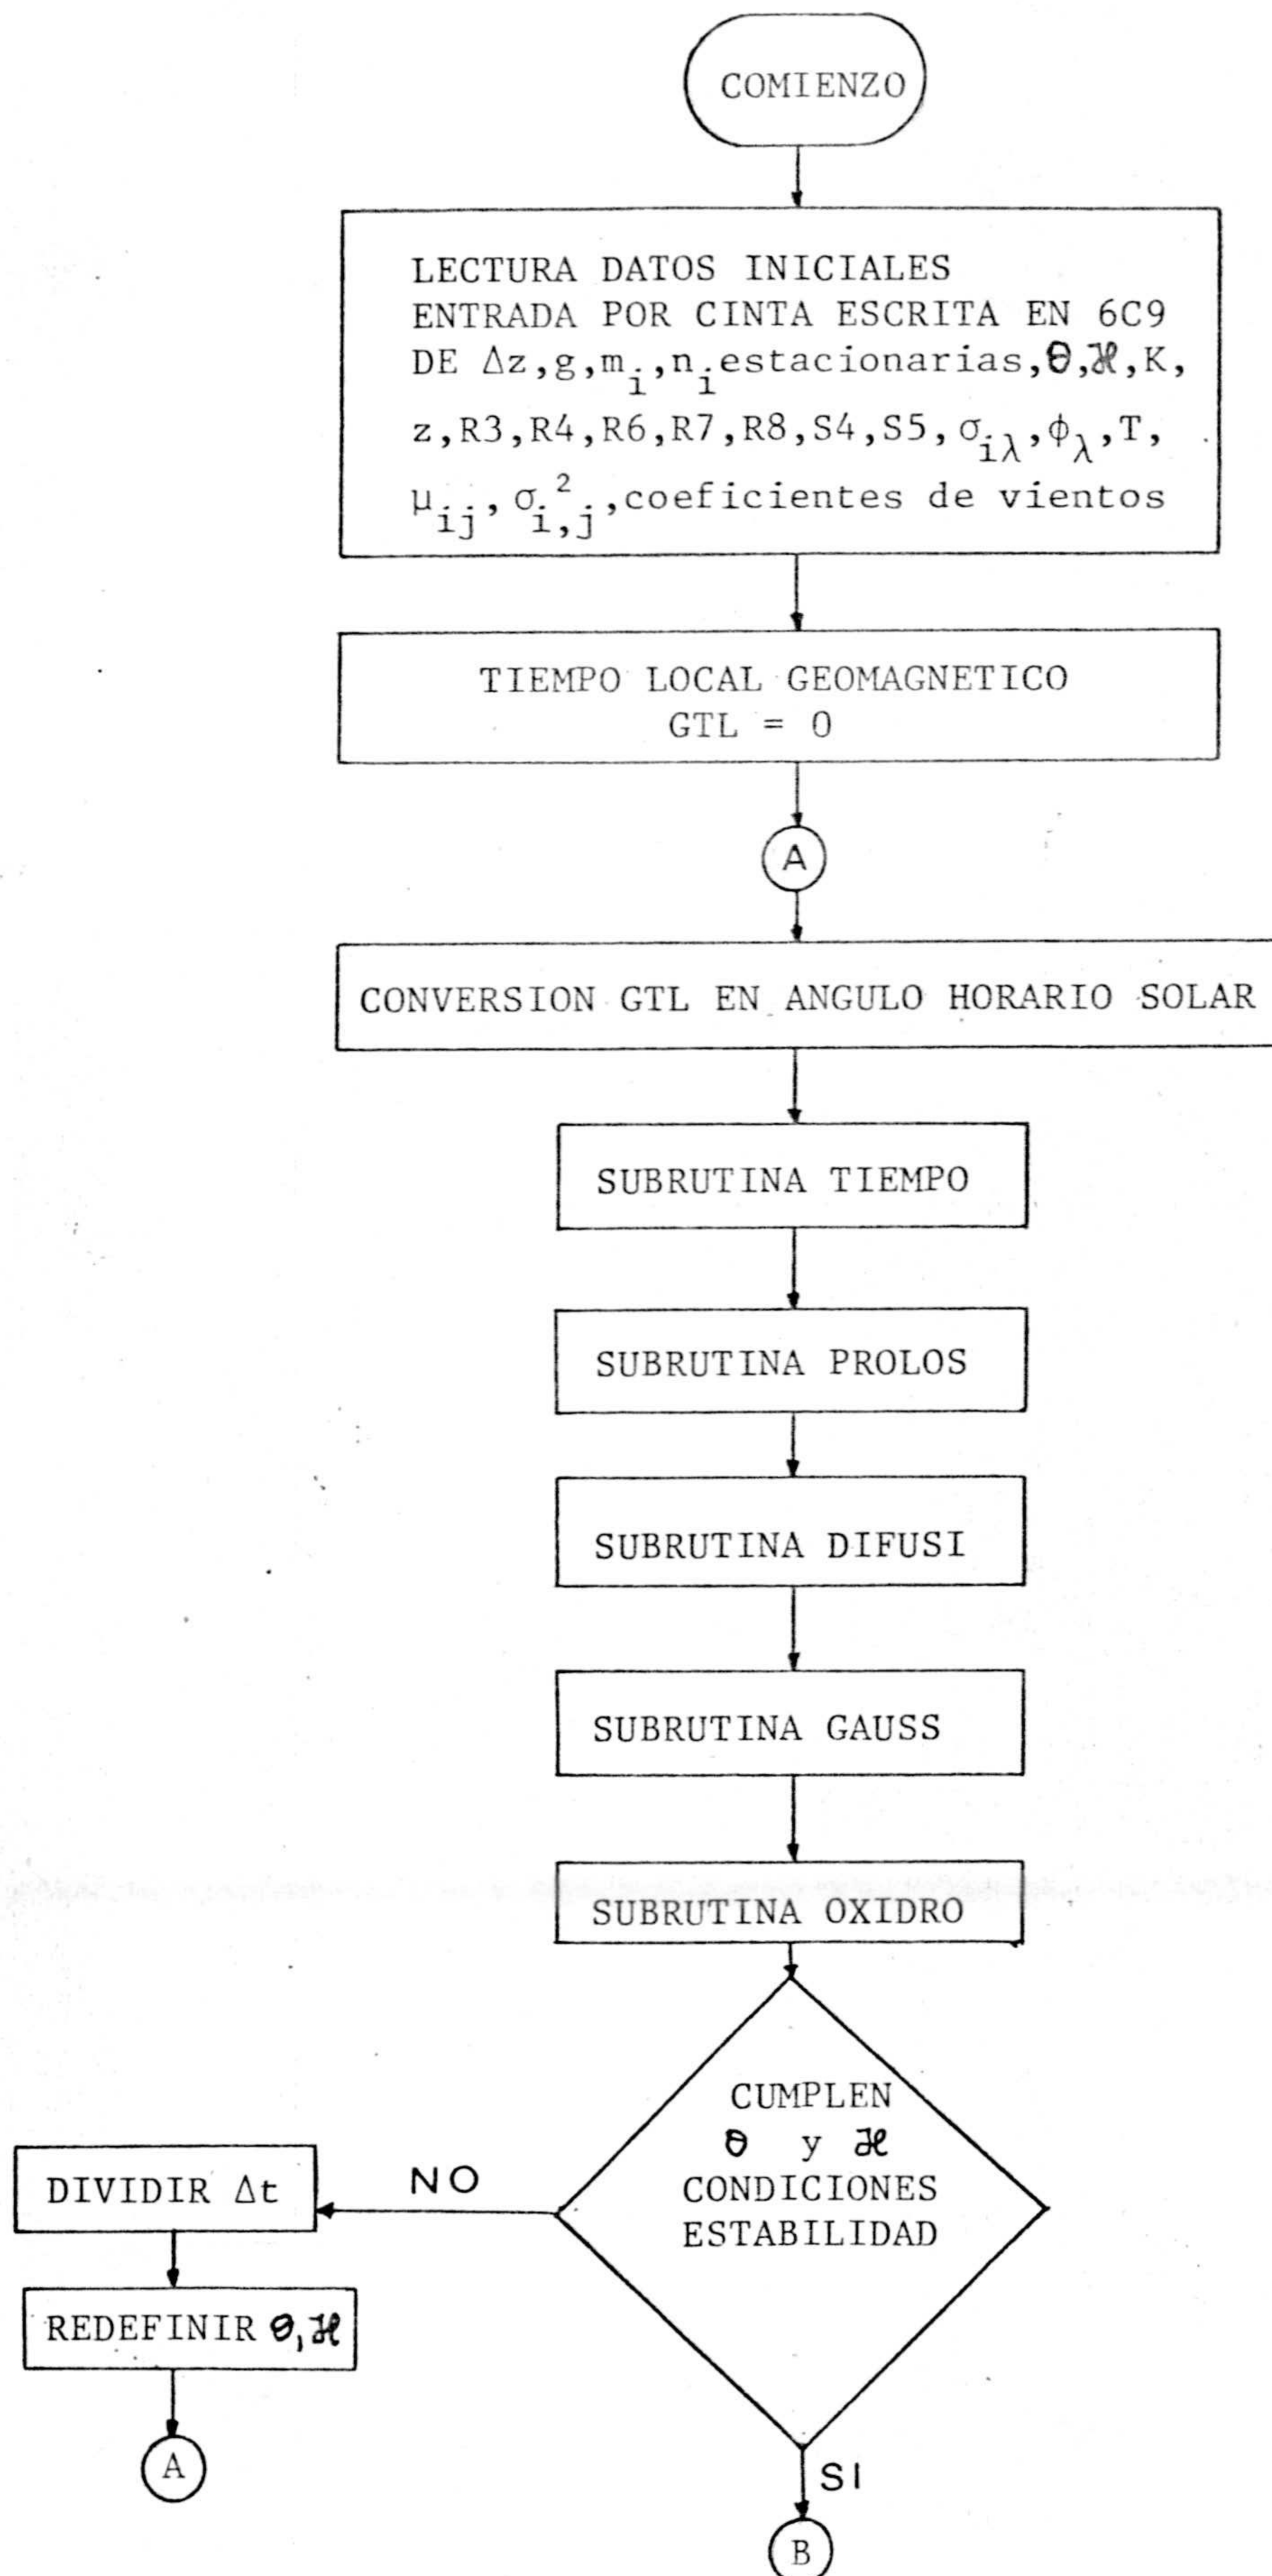 COMIENZO
LECTURA DATOS INICIALES
ENTRADA POR CINTA ESCRITA EN 6C9
DE Δz,g,m_i,n_i estacionarias,θ,ℋ,K,
z,R3,R4,R6,R7,R8,S4,S5,σ_iλ,ϕ_λ,T,
μ_ij,σ_i,j^2,coeficientes de vientos
TIEMPO LOCAL GEOMAGNETICO
GTL = 0
A
CONVERSION GTL EN ANGULO HORARIO SOLAR
SUBRUTINA TIEMPO
SUBRUTINA PROLOS
SUBRUTINA DIFUSI
SUBRUTINA GAUSS
SUBRUTINA OXIDRO
CUMPLEN
θ y ℋ
CONDICIONES
ESTABILIDAD
NO
DIVIDIR Δt
REDEFINIR θ,ℋ
A
SI
B